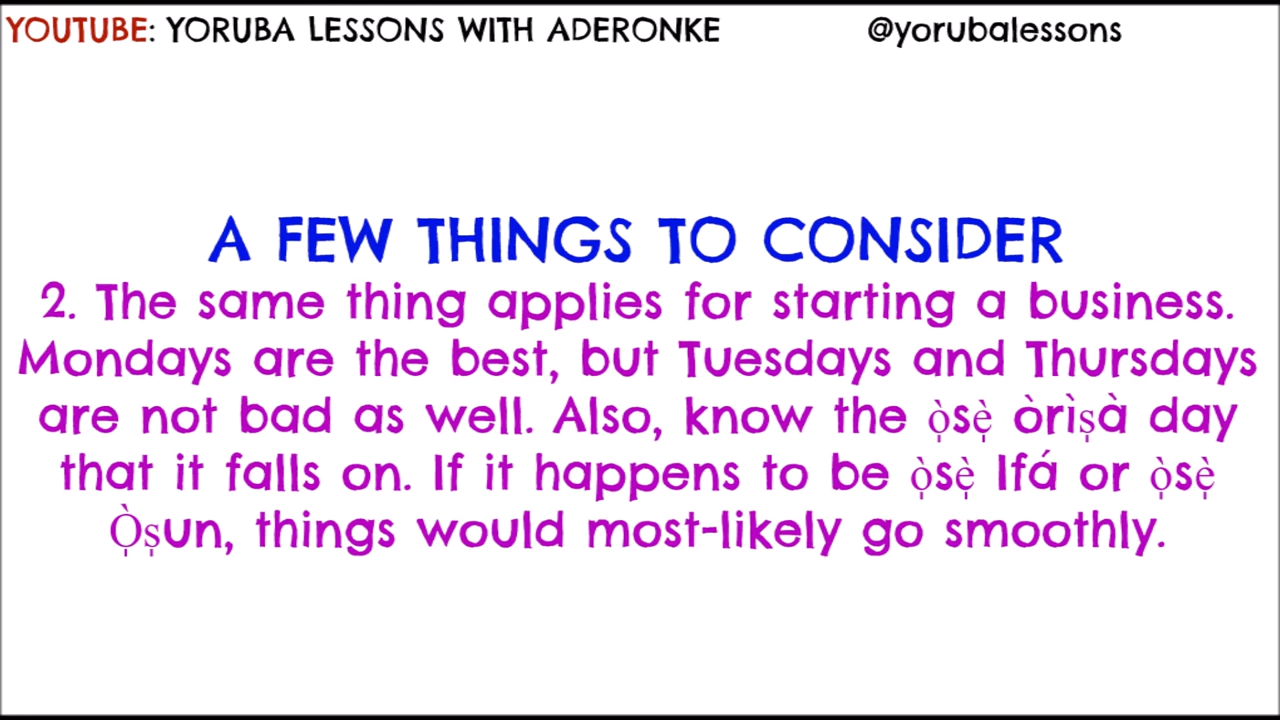 YOUTUBE: YORUBA LESSONS WITH ADERONKE @yorubalessons
A FEW THINGS TO CONSIDER
2. The same thing applies for starting a business.
Mondays are the best, but Tuesdays and Thursdays
are not bad as well. Also, know the ọ̀sẹ̀ òrìṣà day
that it falls on. If it happens to be ọ̀sẹ̀ Ifá or ọ̀sẹ̀
Ọ̀ṣun, things would most-likely go smoothly.